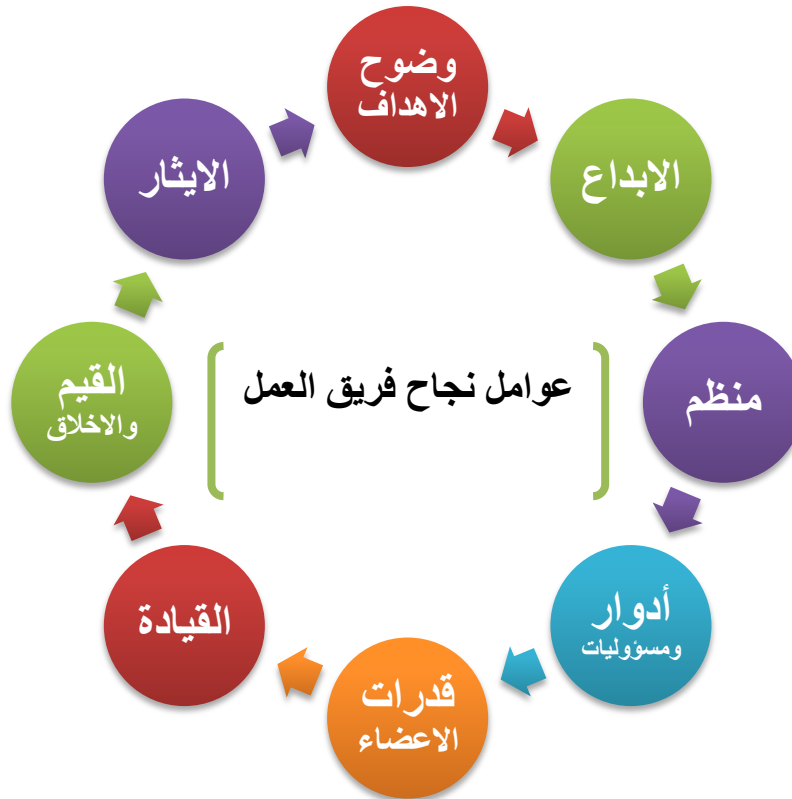 وضوح
الاهداف
الابداع
منظم
أدوار
ومسؤوليات
قدرات
الاعضاء
القيادة
القيم
والاخلاق
الايثار
عوامل نجاح فريق العمل